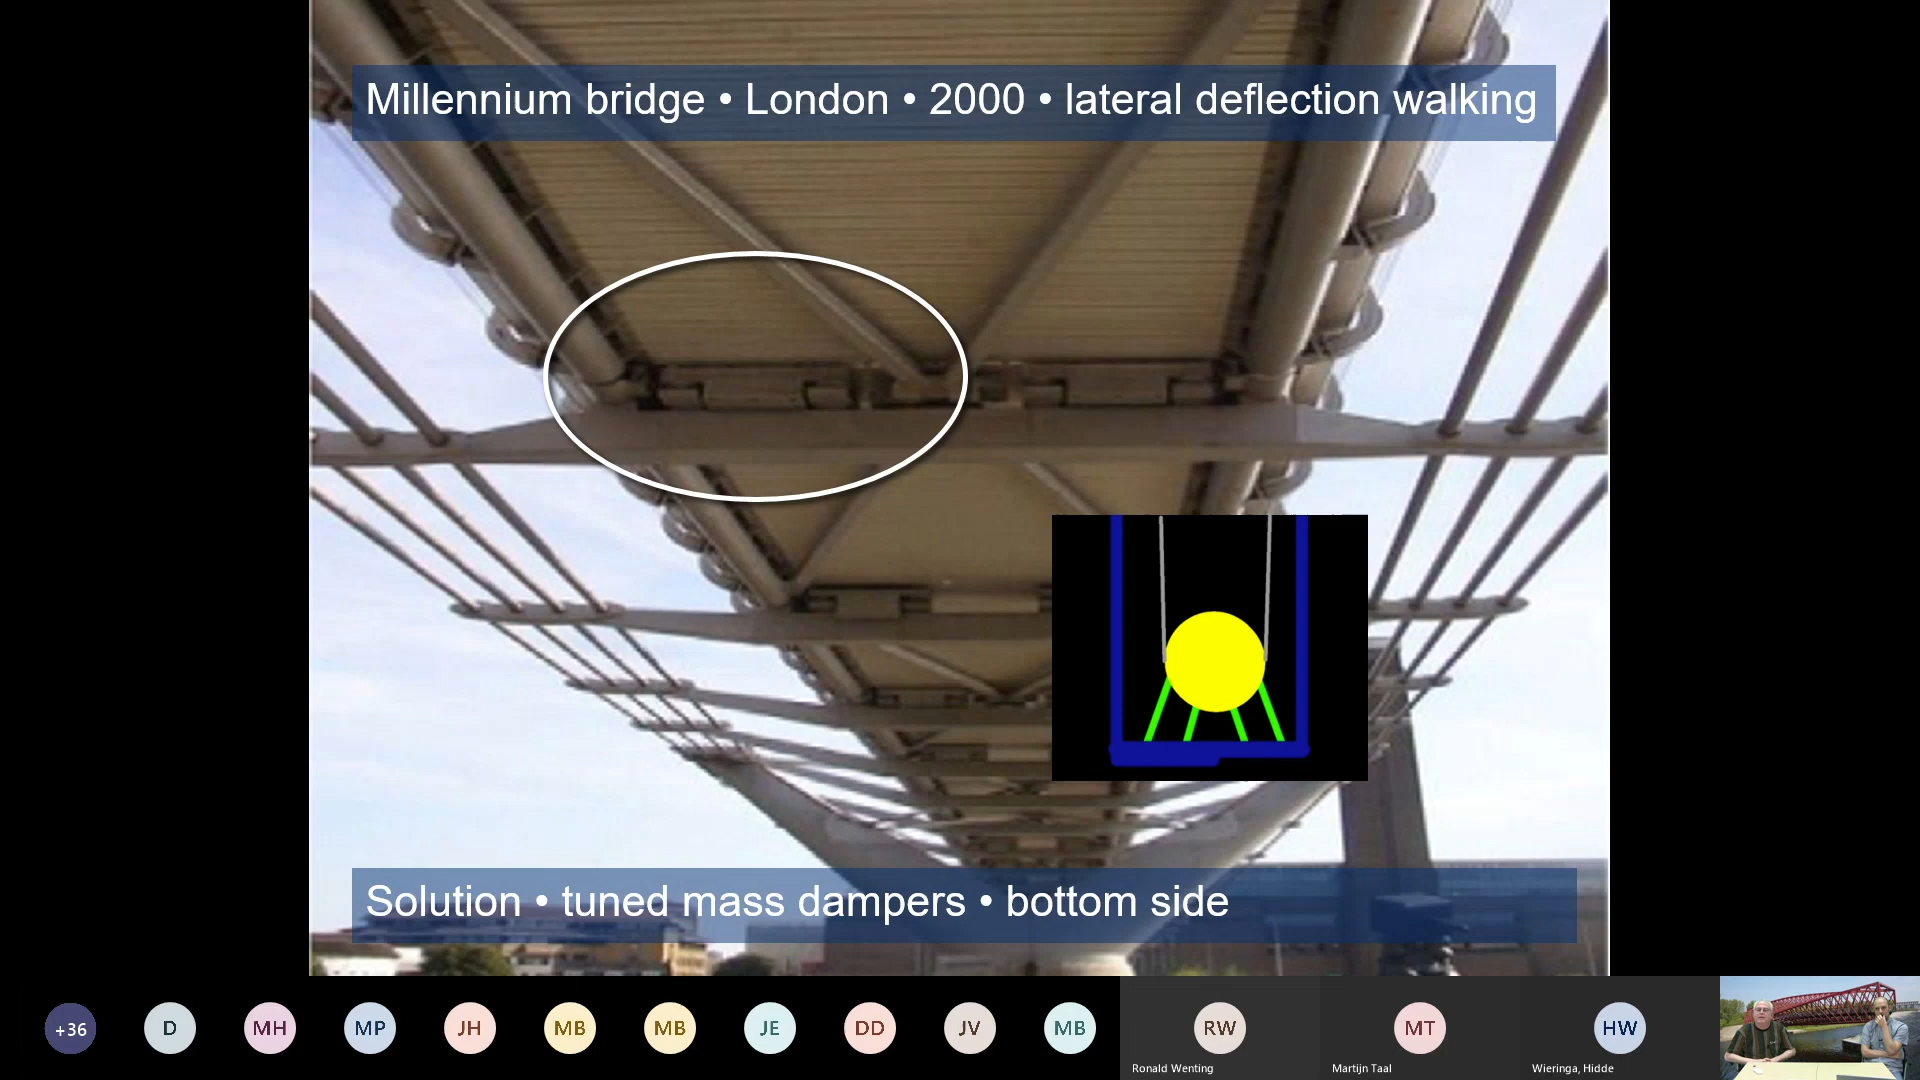 Millennium bridge • London • 2000 • lateral deflection walking
Solution • tuned mass dampers • bottom side
+36
D
MH
MP
JH
MB
MB
JE
DD
JV
MB
RW
MT
HW
Ronald Wenting
Martijn Taal
Wieringa, Hidde